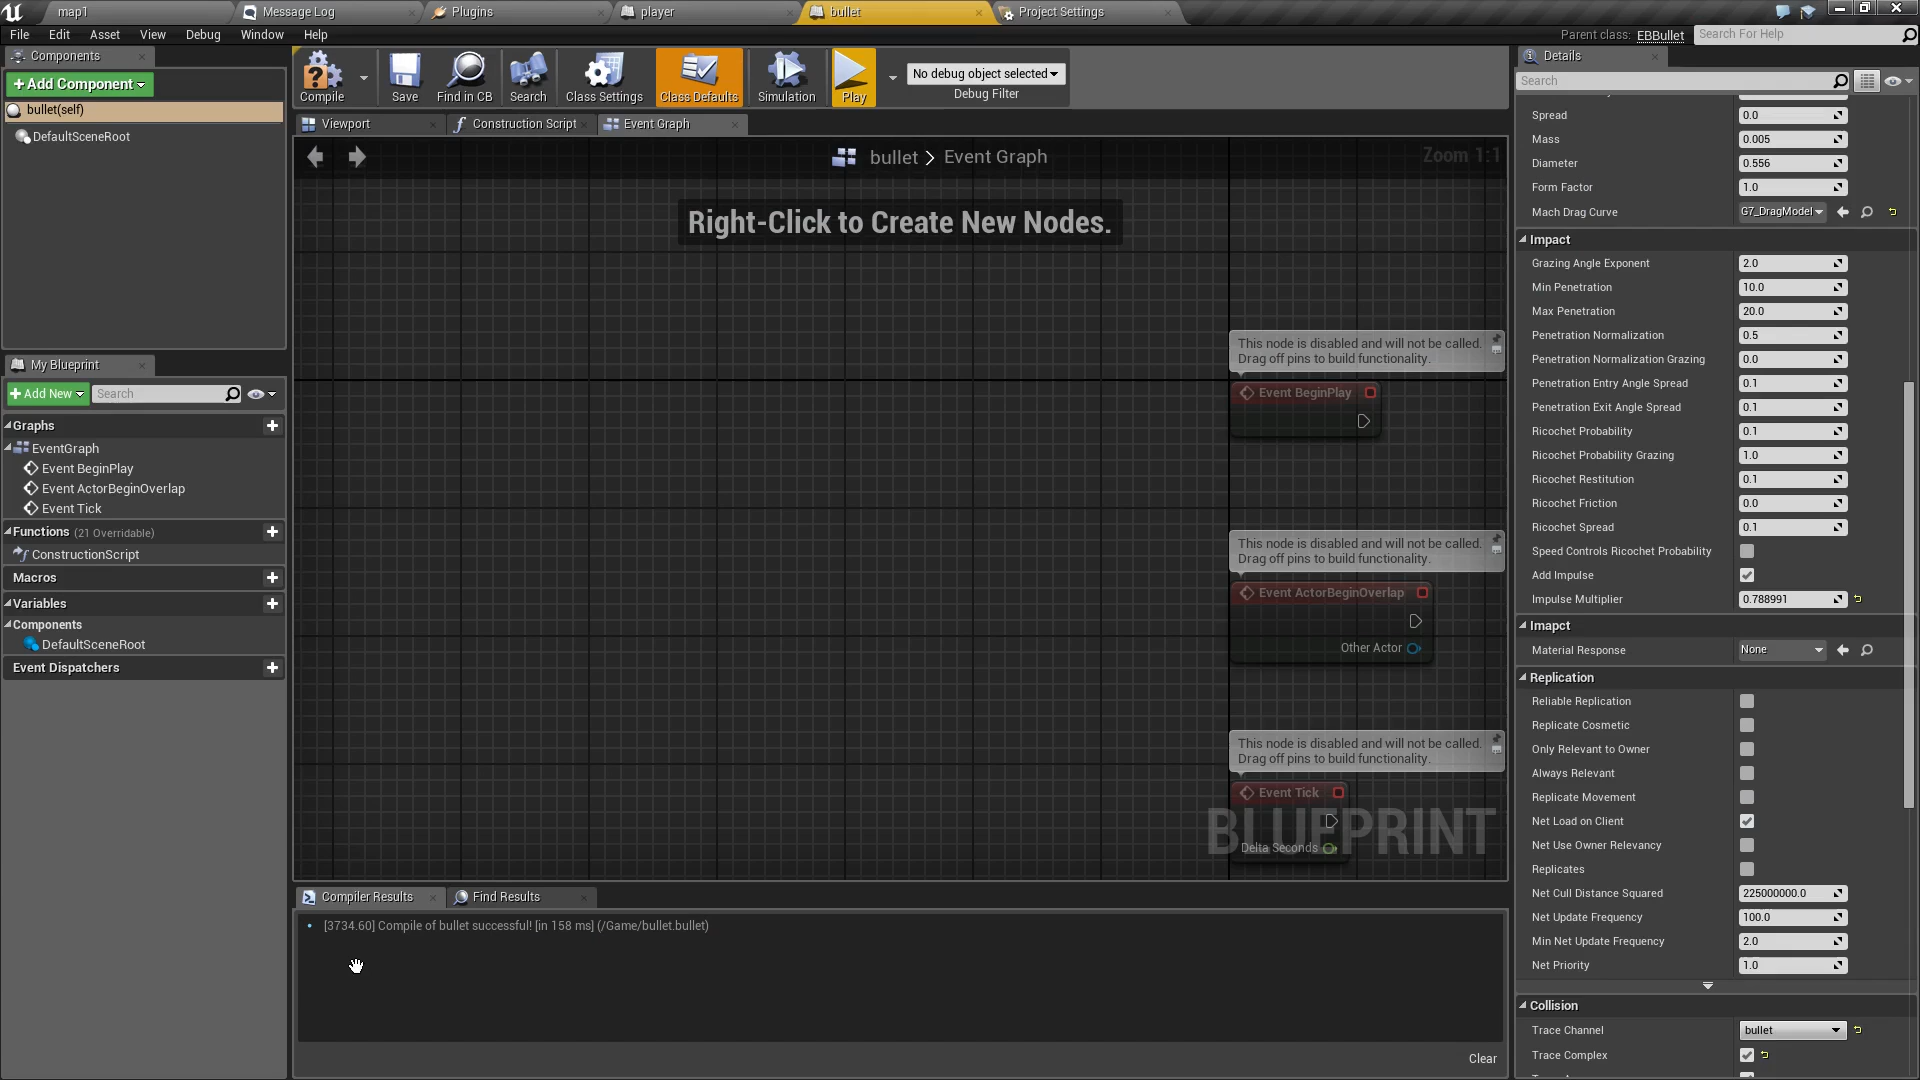 map1
Message Log
Plugins
player
bullet
Project Settings
File
Edit
Asset
View
Debug
Window
Help
Parent class: EBBullet
Search For Help
Components
+Add Component
bullet(self)
DefaultSceneRoot
Compile
Save
Find in CB
Search
Class Settings
Class Defaults
Simulation
Play
No debug object selected
Debug Filter
Viewport
Construction Script
Event Graph
bullet > Event Graph
Zoom 1:1
Right-Click to Create New Nodes.
This node is disabled and will not be called.
Drag off pins to build functionality.
Event BeginPlay
This node is disabled and will not be called.
Drag off pins to build functionality.
Event ActorBeginOverlap
Other Actor
This node is disabled and will not be called.
Drag off pins to build functionality.
Event Tick
Delta Seconds
BLUEPRINT
My Blueprint
+Add New
Search
Graphs
EventGraph
Event BeginPlay
Event ActorBeginOverlap
Event Tick
Functions (21 Overridable)
ConstructionScript
Macros
Variables
Components
DefaultSceneRoot
Event Dispatchers
Compiler Results
Find Results
[3734.60] Compile of bullet successful! [in 158 ms] (/Game/bullet.bullet)
Clear
Details
Search
Spread 0.0
Mass 0.005
Diameter 0.556
Form Factor 1.0
Mach Drag Curve G7_DragModel
Impact
Grazing Angle Exponent 2.0
Min Penetration 10.0
Max Penetration 20.0
Penetration Normalization 0.5
Penetration Normalization Grazing 0.0
Penetration Entry Angle Spread 0.1
Penetration Exit Angle Spread 0.1
Ricochet Probability 0.1
Ricochet Probability Grazing 1.0
Ricochet Restitution 0.1
Ricochet Friction 0.0
Ricochet Spread 0.1
Speed Controls Ricochet Probability
Add Impulse
Impulse Multiplier 0.788991
Imapct
Material Response None
Replication
Reliable Replication
Replicate Cosmetic
Only Relevant to Owner
Always Relevant
Replicate Movement
Net Load on Client
Net Use Owner Relevancy
Replicates
Net Cull Distance Squared 225000000.0
Net Update Frequency 100.0
Min Net Update Frequency 2.0
Net Priority 1.0
Collision
Trace Channel bullet
Trace Complex